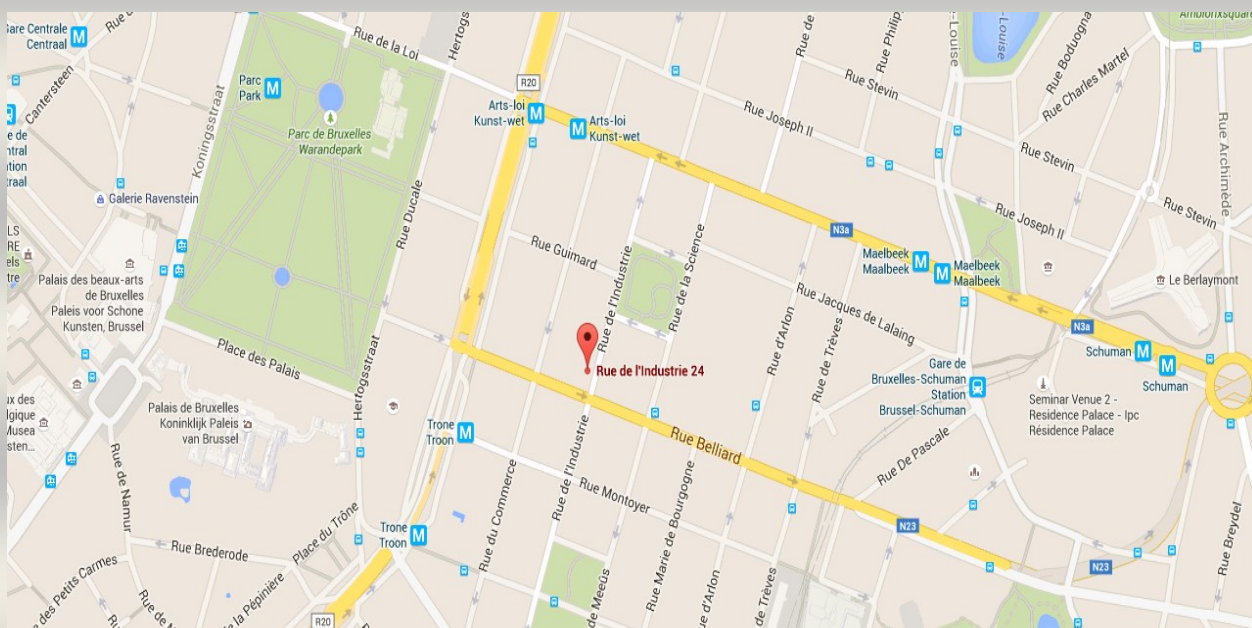 Gare Centrale
Centraal
Rue de la Loi
Rue de
Rue Philip
-Louise
-Louise
Rue Boduogna
Ambiorixsquare
Cantersteen
Parc
Park
Koningsstraat
Parc de Bruxelles
Warandepark
R20
Arts-loi
Kunst-wet
Arts-loi
Kunst-wet
Rue Stevin
Rue Charles Martel
Rue Joseph II
Rue Stevin
Rue Archimède
Galerie Ravenstein
Rue Ducale
Rue Joseph II
Rue Stevin
N3a
Rue Guimard
Rue de l'Industrie
Rue de la Science
Maelbeek
Maalbeek
Maelbeek
Maalbeek
Le Berlaymont
Palais des beaux-arts
de Bruxelles
Paleis voor Schone
Kunsten, Brussel
Rue Jacques de Lalaing
N3a
Schuman
Schuman
Place des Palais
Hertogsstraat
Rue de l'Industrie 24
Rue d'Arlon
Rue de Trèves
Gare de
Bruxelles-Schuman
Station
Brussel-Schuman
Seminar Venue 2 -
Residence Palace - Ipc
Résidence Palace
Palais de Bruxelles
Koninklijk Paleis
van Brussel
Trone
Troon
Rue Belliard
Rue De Pascale
Rue de Namur
Rue du Commerce
Rue de l'Industrie
Rue Montoyer
Rue Marie de Bourgogne
Trone
Troon
Place du Trône
N23
Rue Brederode
N23
Rue Breydel
des Petits Carmes
Rue de
de la Pépinière
R20
de Meeûs
d'Arlon
de Trèves